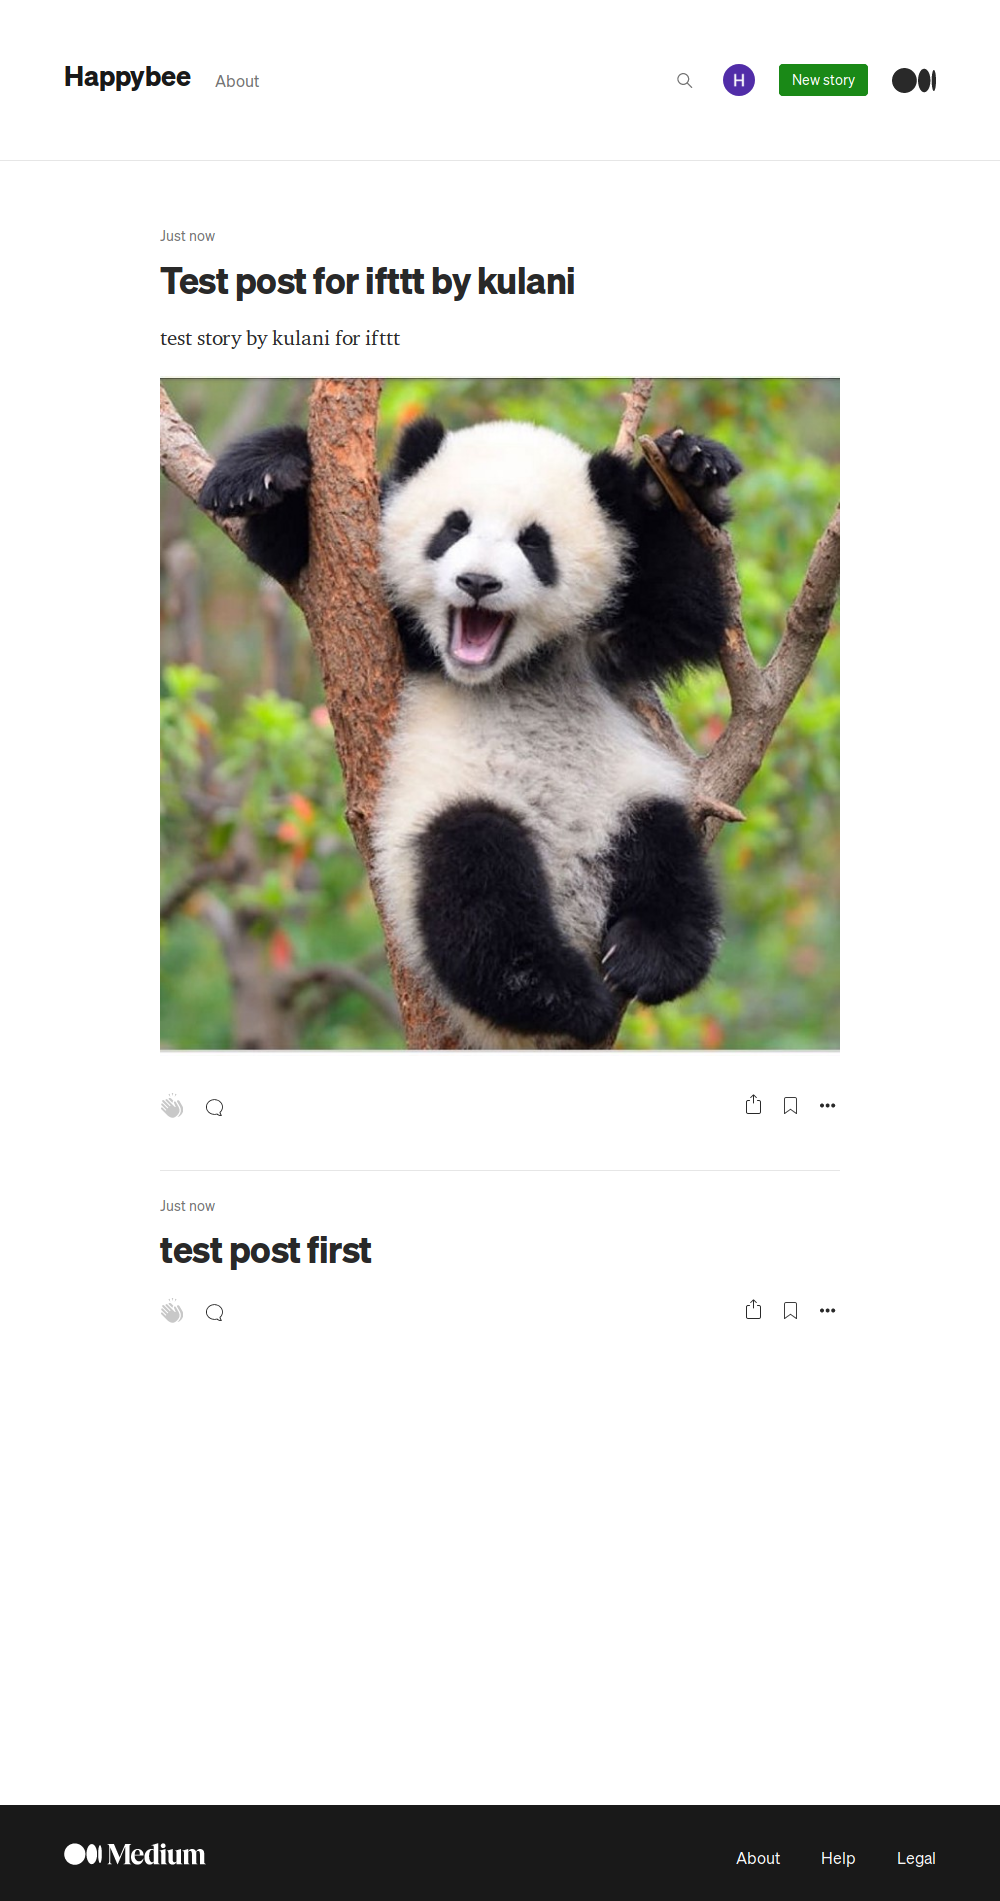 Happybee
About
H
New story
Just now
Test post for ifttt by kulani
test story by kulani for ifttt
Just now
test post first
Medium
About
Help
Legal